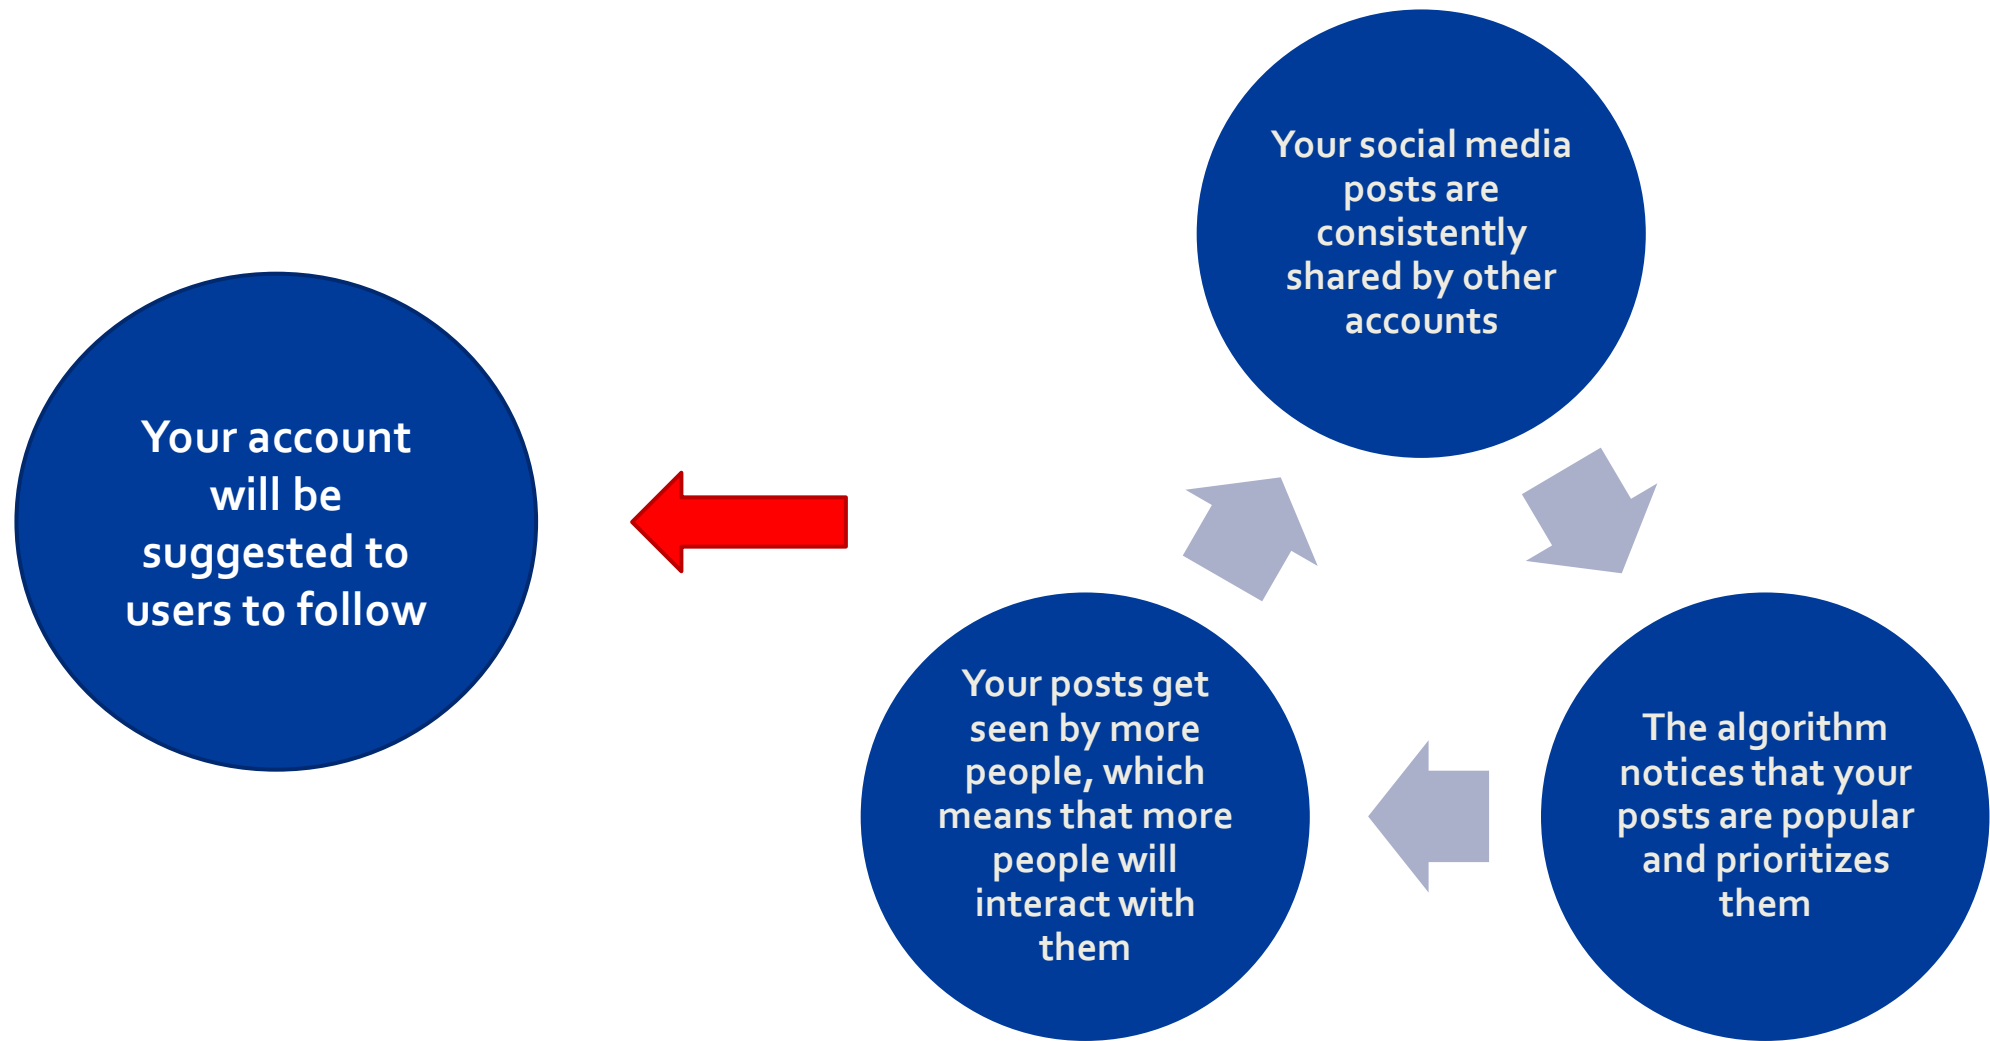 Your account
will be
suggested to
users to follow
Your social media
posts are
consistently
shared by other
accounts
The algorithm
notices that your
posts are popular
and prioritizes
them
Your posts get
seen by more
people, which
means that more
people will
interact with
them